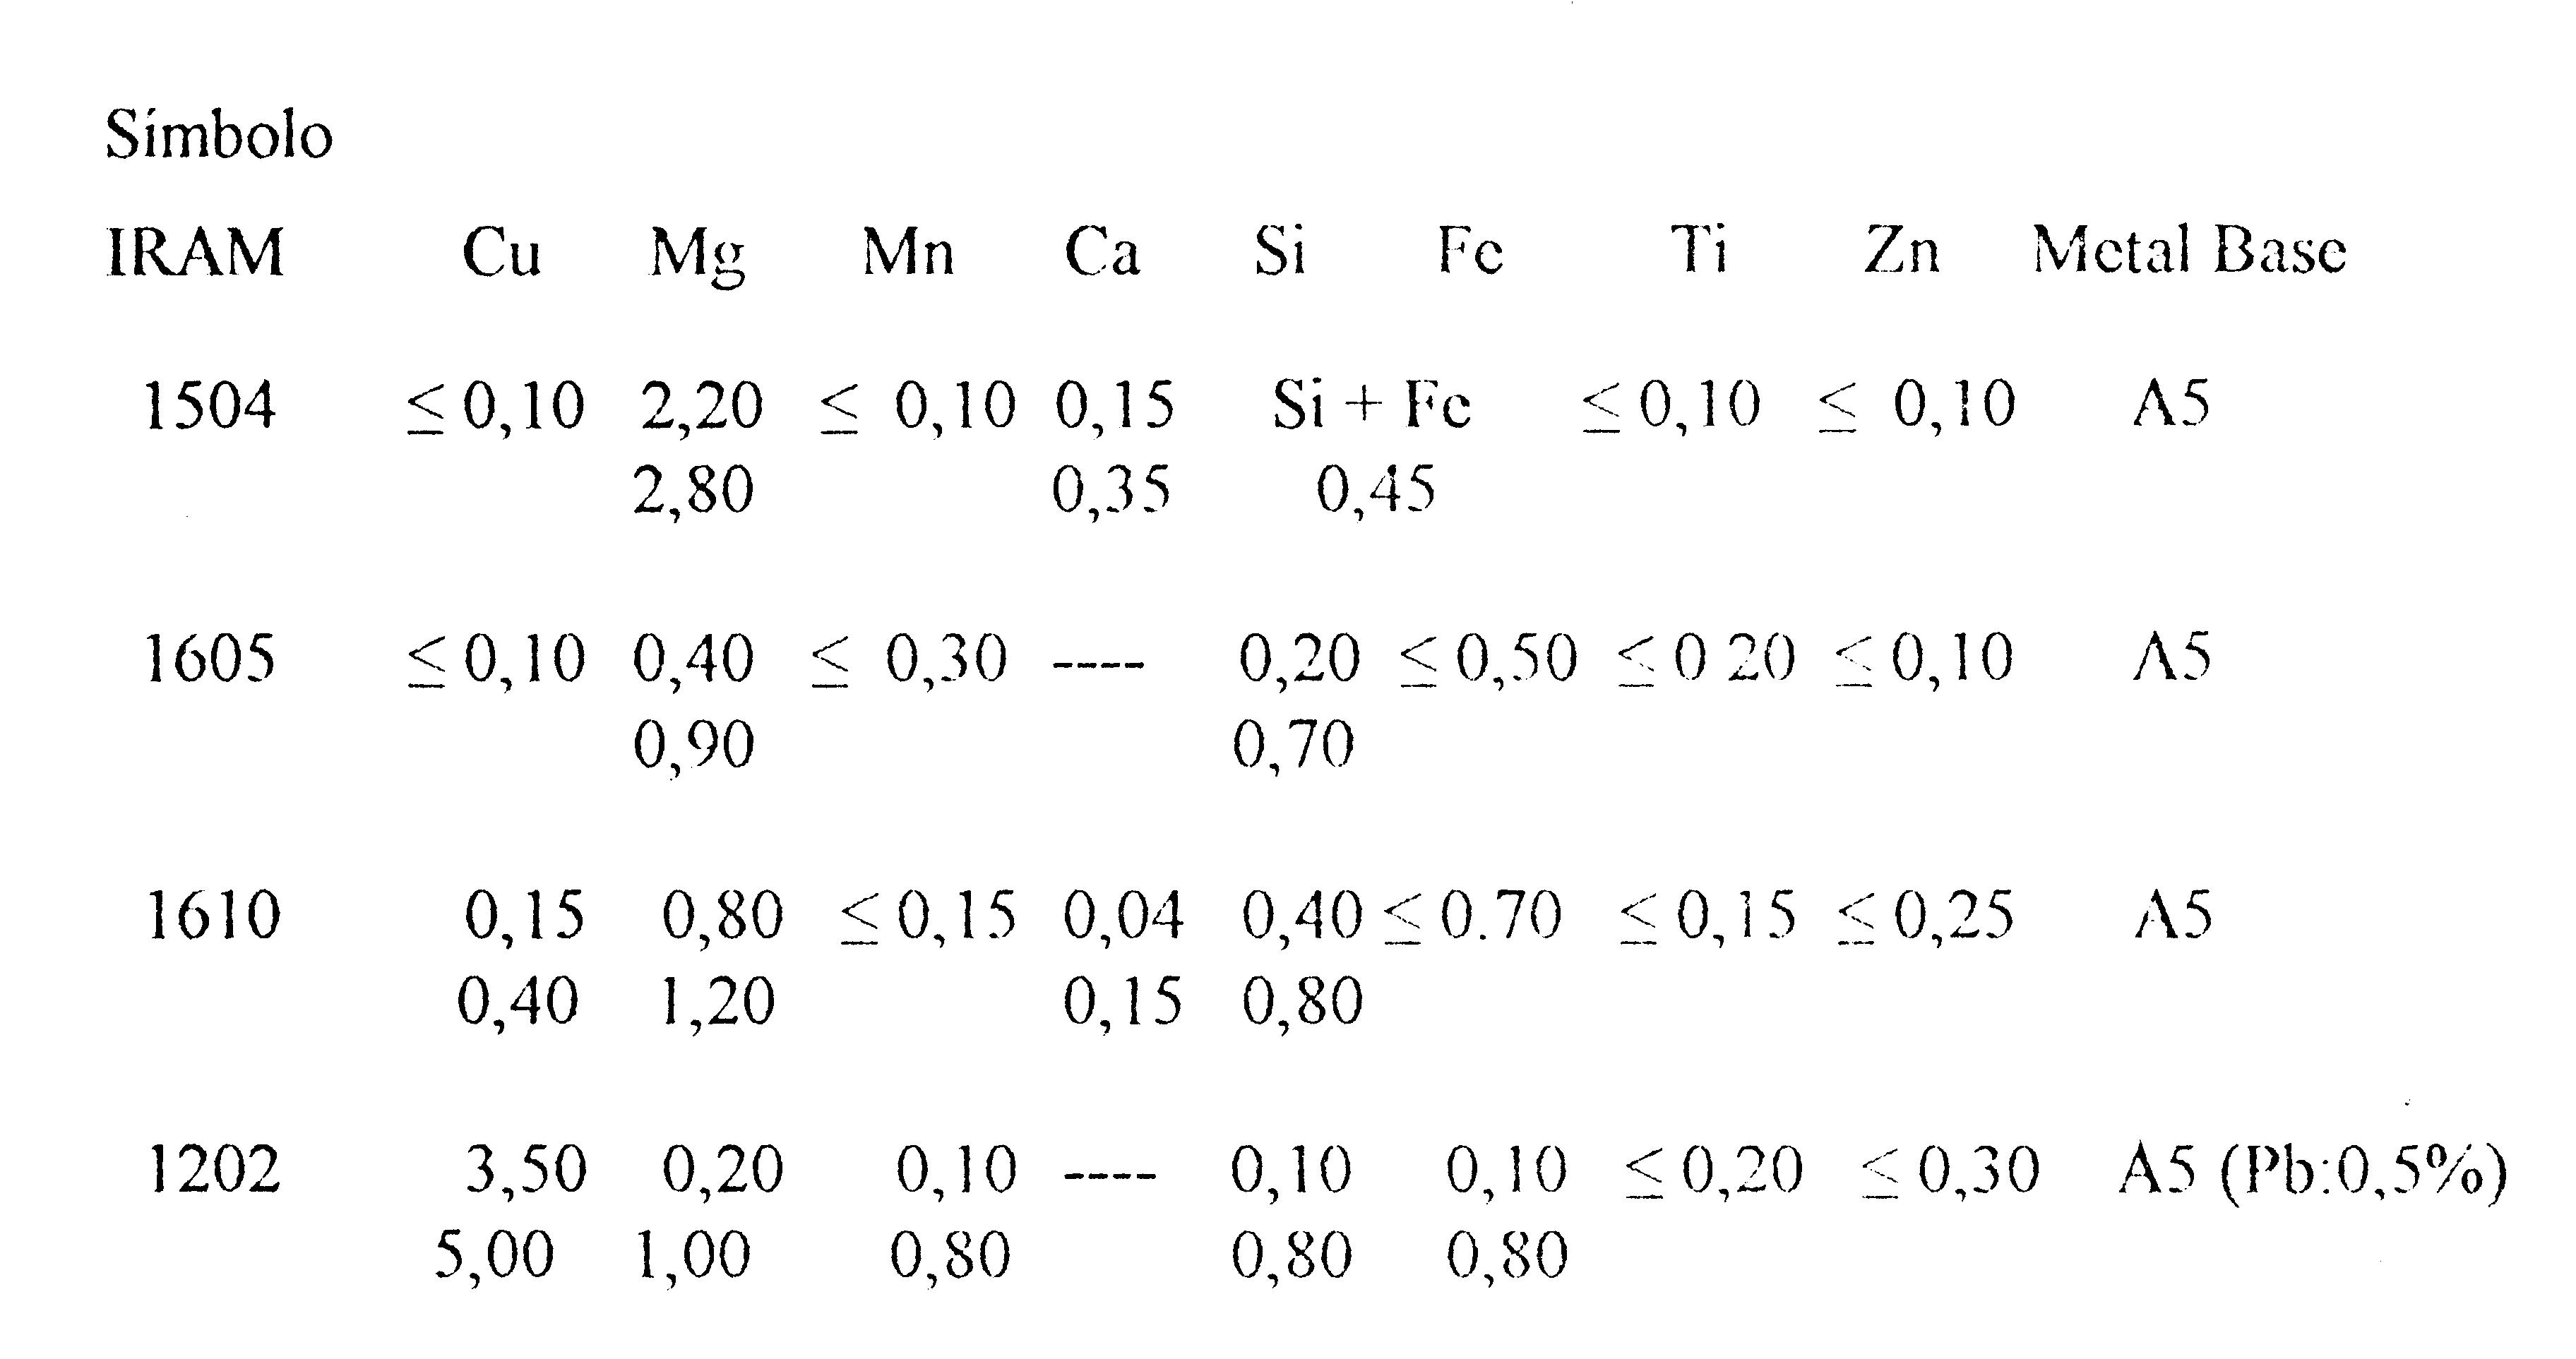 Símbolo
IRAM Cu Mg Mn Ca Si Fe Ti Zn Metal Base
1504 ≤ 0,10 2,20 ≤ 0,10 0,15 Si + Fe ≤ 0,10 ≤ 0,10 A5
2,80 0,35 0,45
1605 ≤ 0,10 0,40 ≤ 0,30 ---- 0,20 ≤ 0,50 ≤ 0 20 ≤ 0,10 A5
0,90 0,70
1610 0,15 0,80 ≤ 0,15 0,04 0,40 ≤ 0.70 ≤ 0,15 ≤ 0,25 A5
0,40 1,20 0,15 0,80
1202 3,50 0,20 0,10 ---- 0,10 0,10 ≤ 0,20 ≤ 0,30 A5 (Pb:0,5%)
5,00 1,00 0,80 0,80 0,80